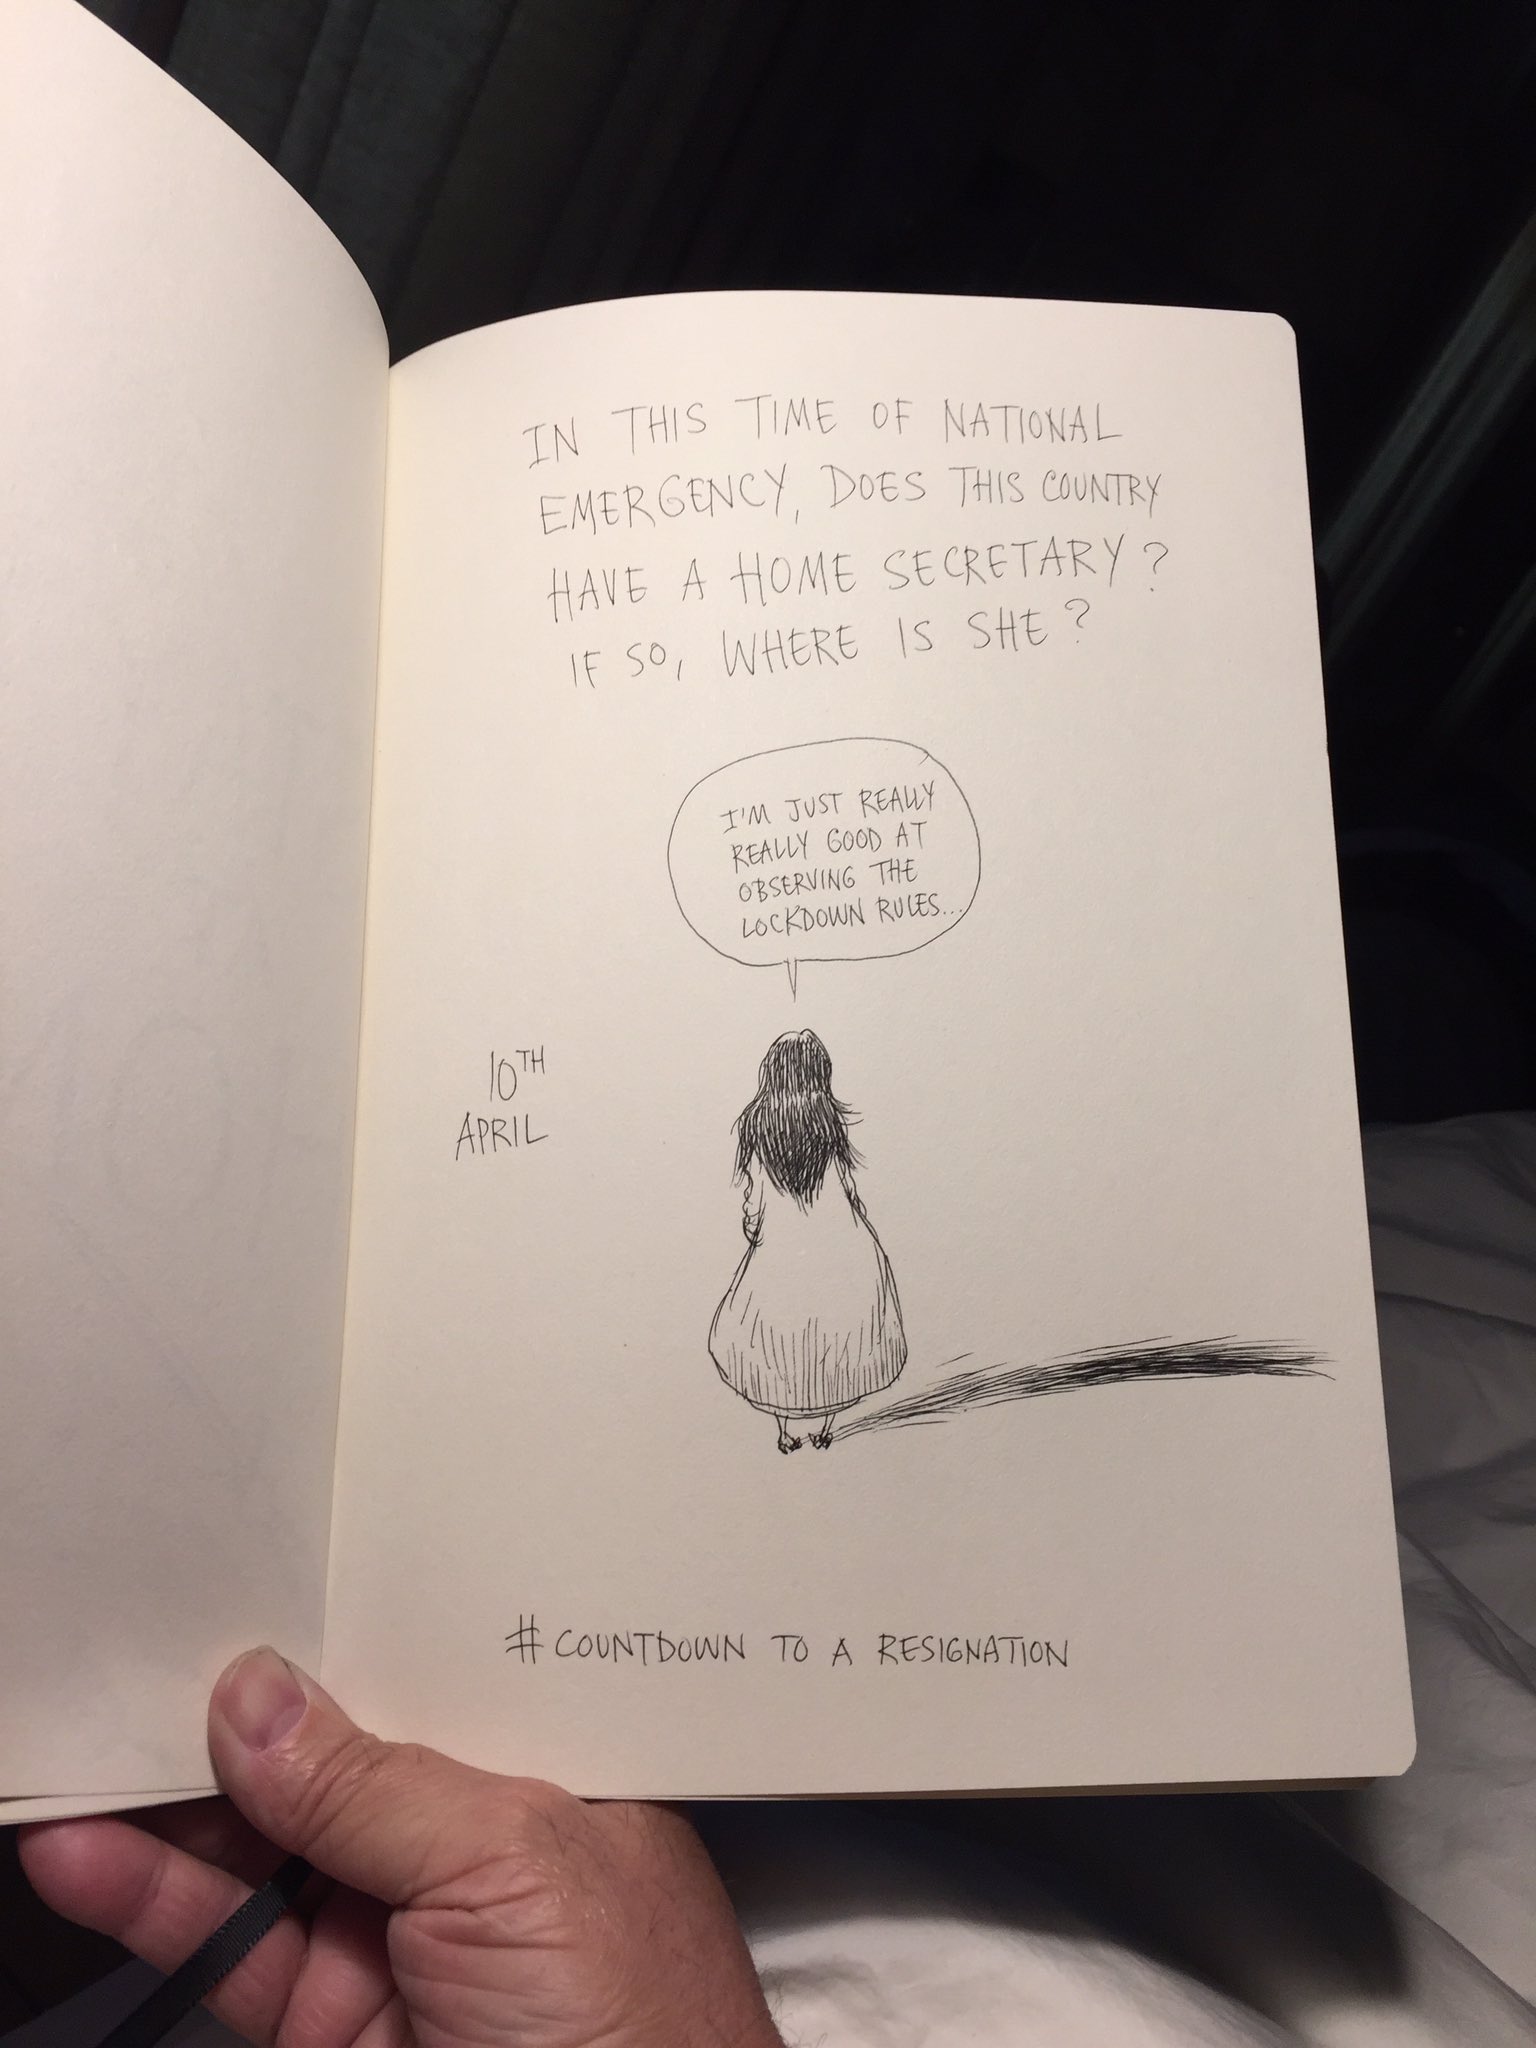 IN THIS TIME OF NATIONAL
EMERGENCY, DOES THIS COUNTRY
HAVE A HOME SECRETARY?
IF SO, WHERE IS SHE?
I'M JUST REALLY
REALLY GOOD AT
OBSERVING THE
LOCKDOWN RULES...
10TH
APRIL
# COUNTDOWN TO A RESIGNATION